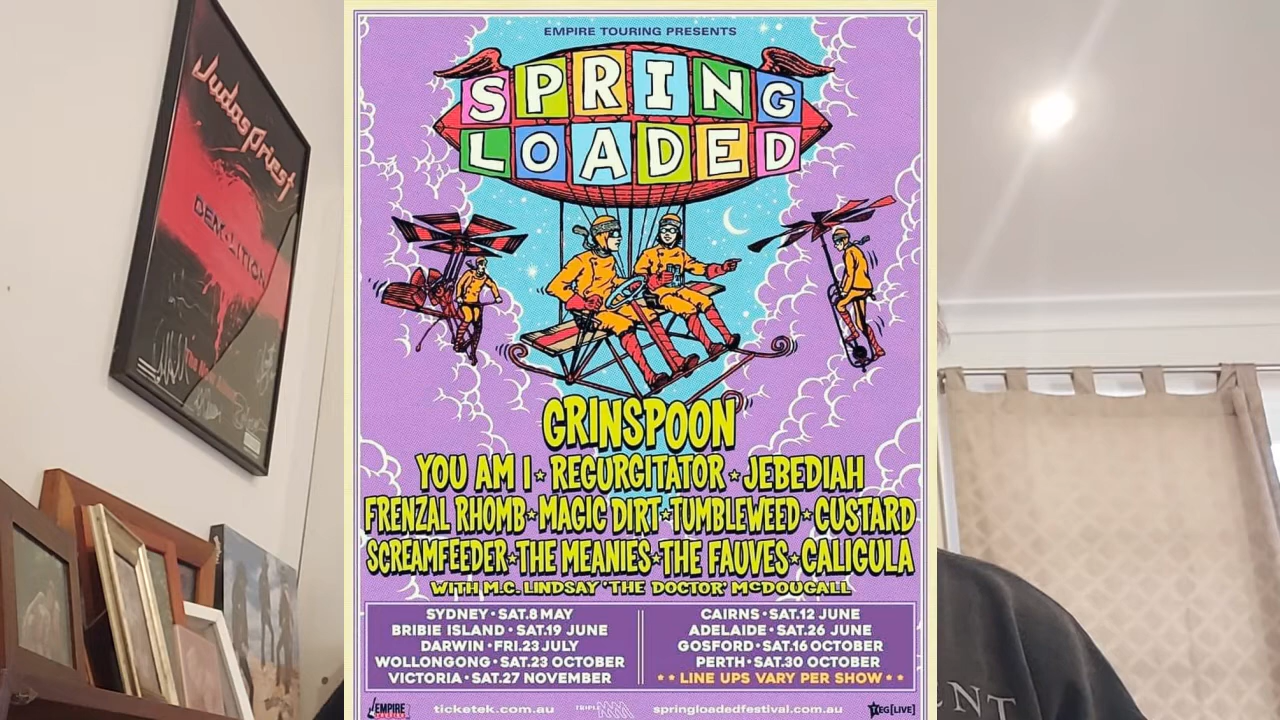 Judas Priest
DEMOLITION
EMPIRE TOURING PRESENTS
SPRING
LOADED
GRINSPOON
YOU AM I ★ REGURGITATOR ★ JEBEDIAH
FRENZAL RHOMB ★ MAGIC DIRT ★ TUMBLEWEED ★ CUSTARD
SCREAMFEEDER ★ THE MEANIES ★ THE FAUVES ★ CALIGULA
WITH M.C. LINDSAY 'THE DOCTOR' McDOUGALL
SYDNEY • SAT.8 MAY
BRIBIE ISLAND • SAT.19 JUNE
DARWIN • FRI.23 JULY
WOLLONGONG • SAT.23 OCTOBER
VICTORIA • SAT.27 NOVEMBER
CAIRNS • SAT.12 JUNE
ADELAIDE • SAT.26 JUNE
GOSFORD • SAT.16 OCTOBER
PERTH • SAT.30 OCTOBER
★ ★ LINE UPS VARY PER SHOW ★ ★
EMPIRE
ticketek.com.au
TRIPLE MMM
springloadedfestival.com.au
TEG[LIVE]
ENT